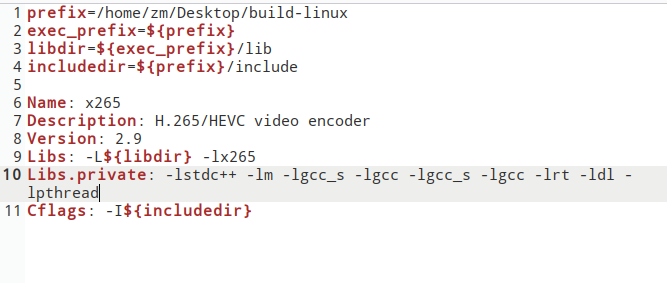 1 prefix=/home/zm/Desktop/build-linux
2 exec_prefix=${prefix}
3 libdir=${exec_prefix}/lib
4 includedir=${prefix}/include
5
6 Name: x265
7 Description: H.265/HEVC video encoder
8 Version: 2.9
9 Libs: -L${libdir} -lx265
10 Libs.private: -lstdc++ -lm -lgcc_s -lgcc -lgcc_s -lgcc -lrt -ldl -
lpthread
11 Cflags: -I${includedir}